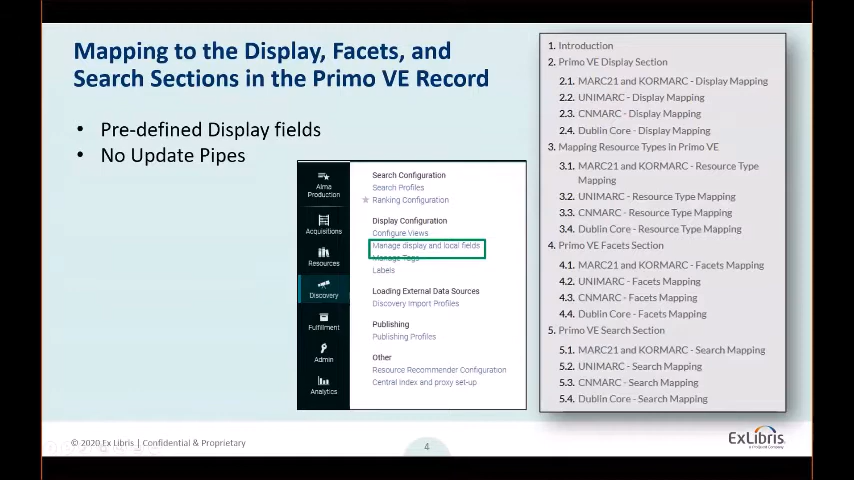 Mapping to the Display, Facets, and
Search Sections in the Primo VE Record
• Pre-defined Display fields
• No Update Pipes
Alma
Production
Acquisitions
Resources
Discovery
Fulfillment
Admin
Analytics
Search Configuration
Search Profiles
Ranking Configuration
Display Configuration
Configure Views
Manage display and local fields
Manage Tags
Labels
Loading External Data Sources
Discovery Import Profiles
Publishing
Publishing Profiles
Other
Resource Recommender Configuration
Central Index and proxy set-up
1. Introduction
2. Primo VE Display Section
2.1. MARC21 and KORMARC - Display Mapping
2.2. UNIMARC - Display Mapping
2.3. CNMARC - Display Mapping
2.4. Dublin Core - Display Mapping
3. Mapping Resource Types in Primo VE
3.1. MARC21 and KORMARC - Resource Type
Mapping
3.2. UNIMARC - Resource Type Mapping
3.3. CNMARC - Resource Type Mapping
3.4. Dublin Core - Resource Type Mapping
4. Primo VE Facets Section
4.1. MARC21 and KORMARC - Facets Mapping
4.2. UNIMARC - Facets Mapping
4.3. CNMARC - Facets Mapping
4.4. Dublin Core - Facets Mapping
5. Primo VE Search Section
5.1. MARC21 and KORMARC - Search Mapping
5.2. UNIMARC - Search Mapping
5.3. CNMARC - Search Mapping
5.4. Dublin Core - Search Mapping
© 2020 Ex Libris | Confidential & Proprietary
4
ExLibris